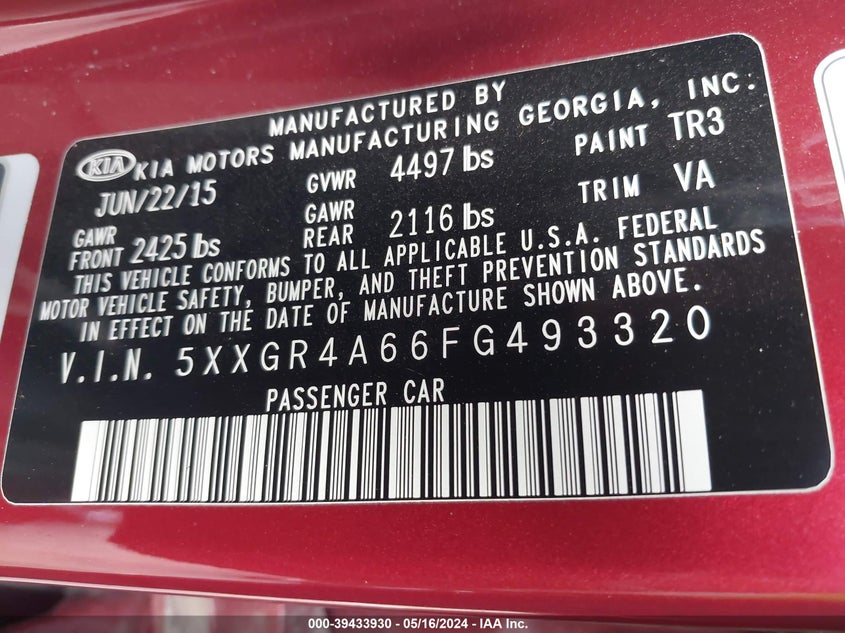 MANUFACTURED BY
KIA KIA MOTORS MANUFACTURING GEORGIA, INC.
JUN/22/15 GVWR 4497 lbs PAINT TR3
GAWR FRONT 2425 lbs GAWR REAR 2116 lbs TRIM VA
THIS VEHICLE CONFORMS TO ALL APPLICABLE U.S.A. FEDERAL
MOTOR VEHICLE SAFETY, BUMPER, AND THEFT PREVENTION STANDARDS
IN EFFECT ON THE DATE OF MANUFACTURE SHOWN ABOVE.
V.I.N. 5XXGR4A66FG493320
PASSENGER CAR
000-39433930 - 05/16/2024 - IAA Inc.